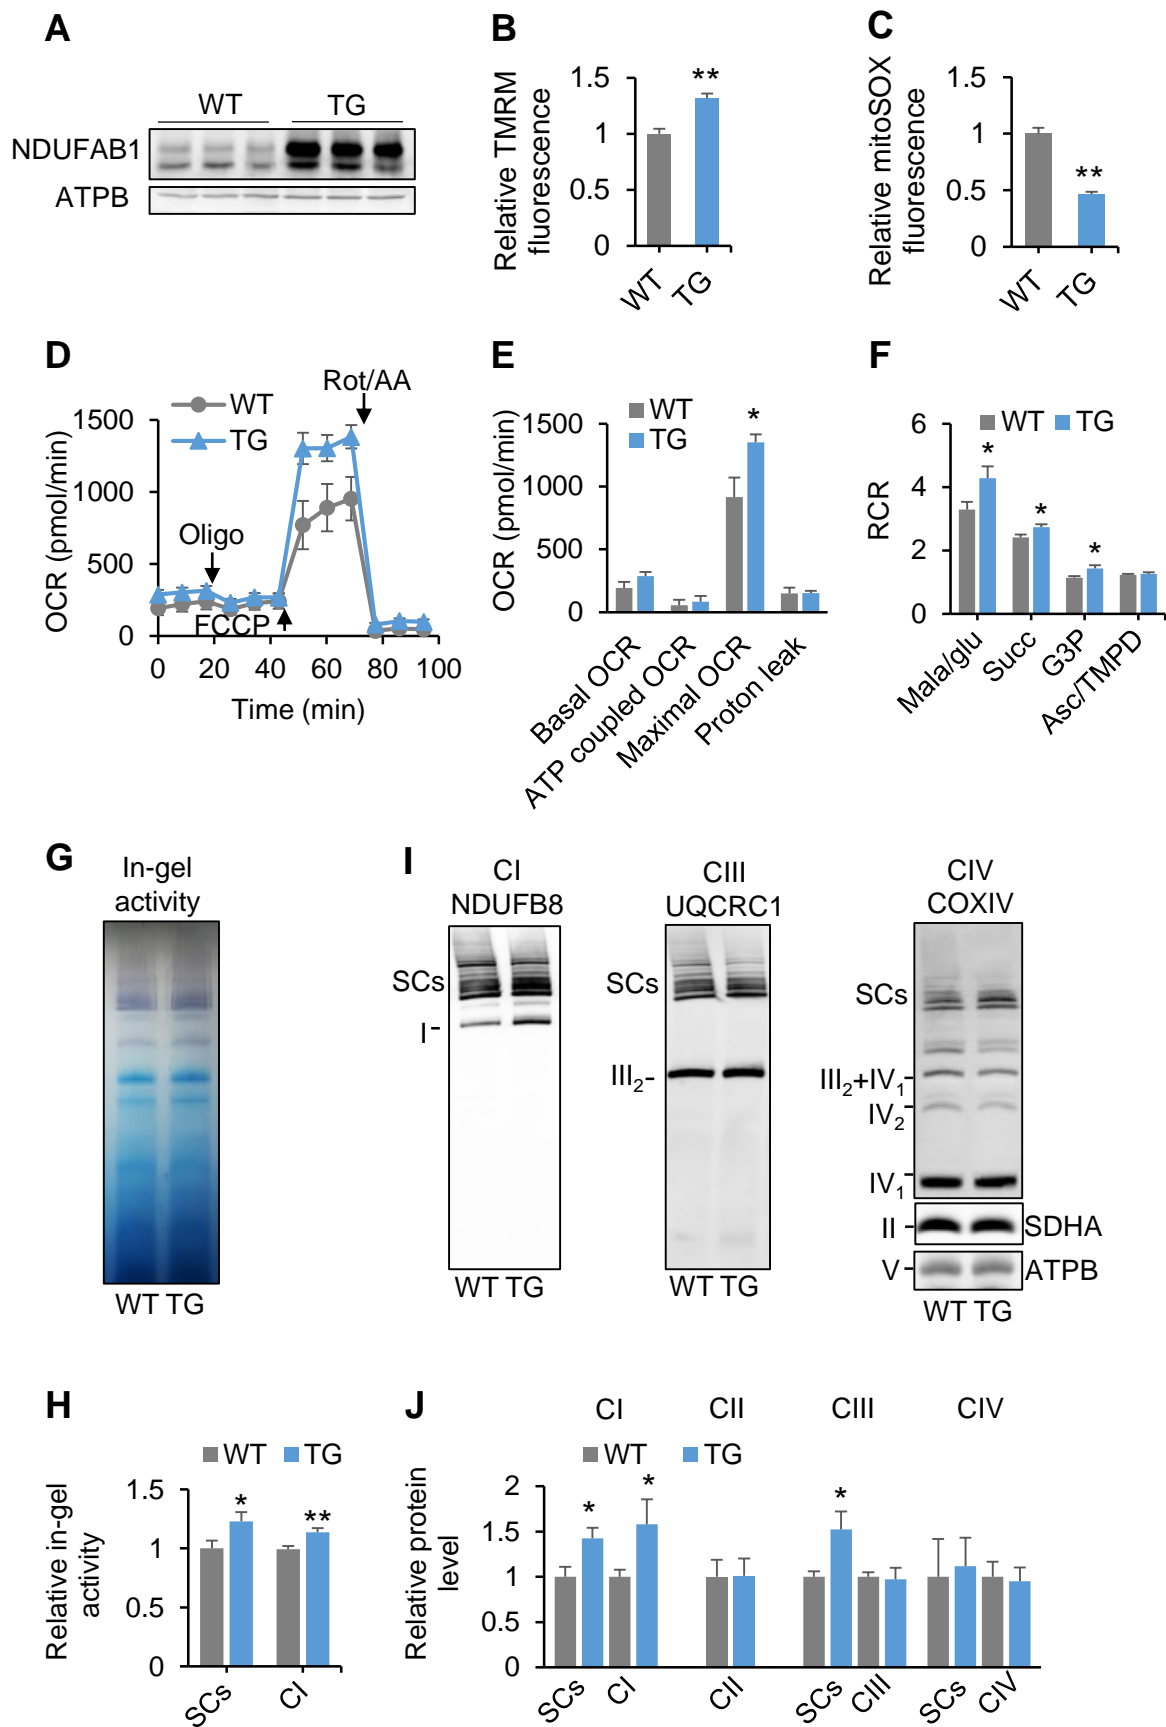 A
WT TG
NDUFAB1
ATPB
B
Relative TMRM
fluorescence
1.5
1
0.5
0
**
WT TG
C
Relative mitoSOX
fluorescence
1.5
1
0.5
0
**
WT TG
D
OCR (pmol/min)
1500
1000
500
0
WT
TG
Rot/AA
Oligo
FCCP
0 20 40 60 80 100
Time (min)
E
OCR (pmol/min)
1500
1000
500
0
WT
TG
*
Basal OCR
ATP coupled OCR
Maximal OCR
Proton leak
F
RCR
6
4
2
0
WT TG
*
*
*
Mala/glu
Succ
G3P
Asc/TMPD
G
In-gel
activity
WT TG
I
CI
NDUFB8
SCs
I-
WT TG
CIII
UQCRC1
SCs
III2-
WT TG
CIV
COXIV
SCs
III2+IV1-
IV2-
IV1-
II - SDHA
V - ATPB
WT TG
H
WT TG
Relative in-gel
activity
1.5
1
0.5
0
*
**
SCs CI
J
CI CII CIII CIV
WT TG
Relative protein
level
2
1.5
1
0.5
0
*
*
*
SCs CI CII SCs CIII SCs CIV